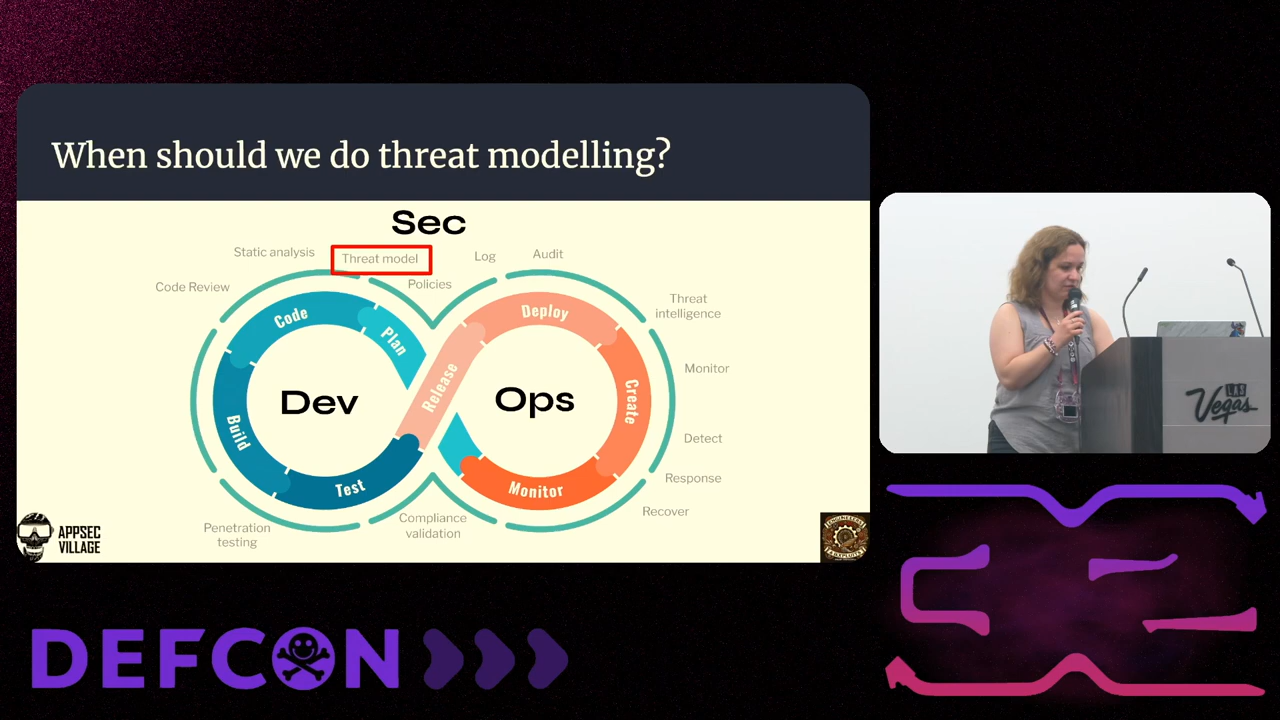 When should we do threat modelling?
Sec
Static analysis
Threat model
Log
Audit
Code Review
Policies
Threat
intelligence
Code
Plan
Deploy
Release
Create
Monitor
Dev
Ops
Build
Test
Monitor
Detect
Response
Recover
Penetration
testing
Compliance
validation
APPSEC
VILLAGE
LAS
Vegas
DEFCON